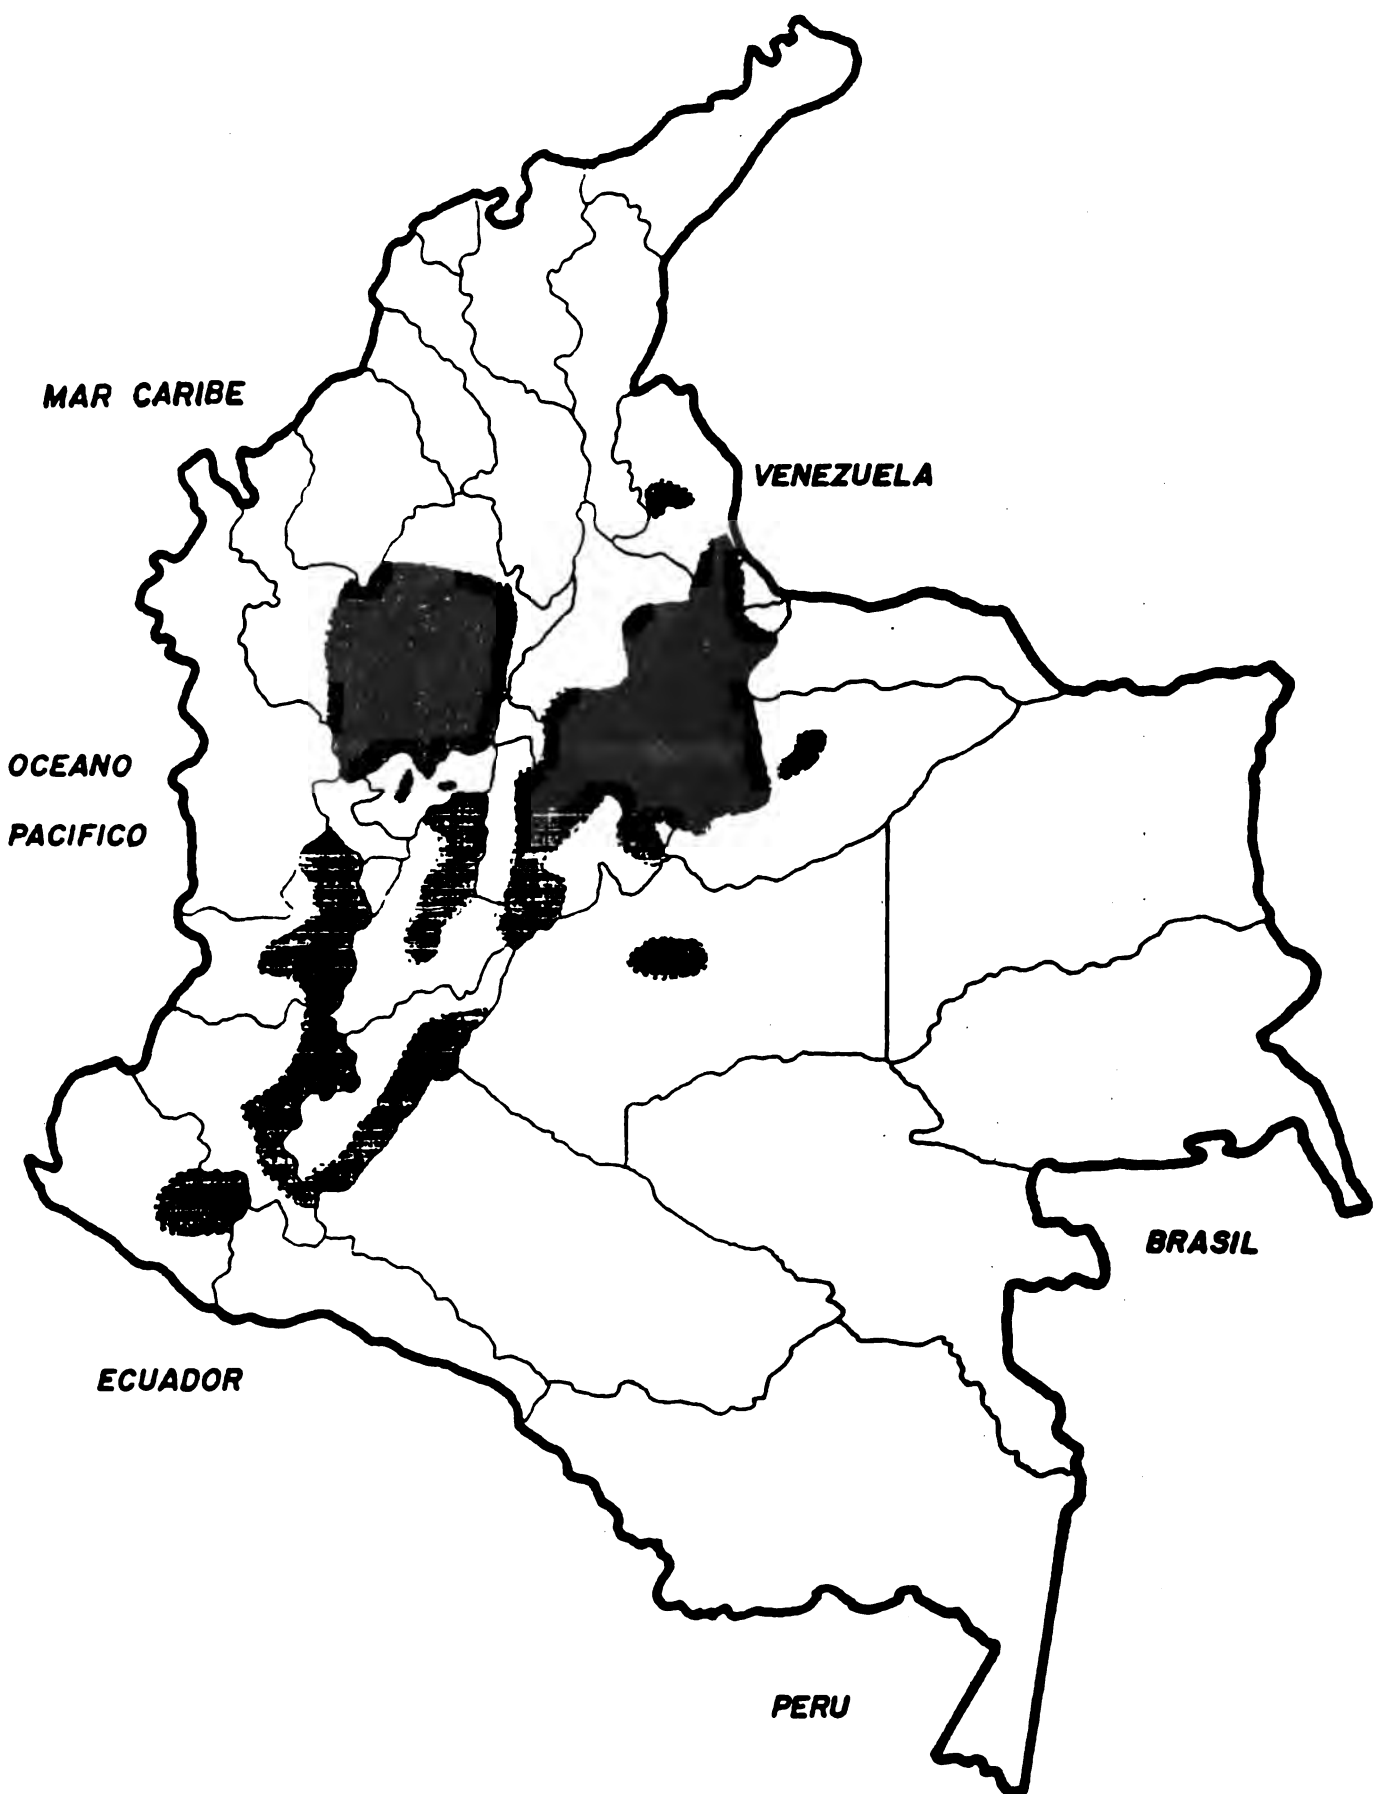 MAR CARIBE
VENEZUELA
OCEANO
PACIFICO
BRASIL
ECUADOR
PERU